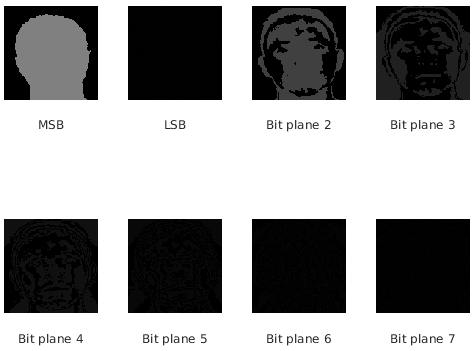 MSB
LSB
Bit plane 2
Bit plane 3
Bit plane 4
Bit plane 5
Bit plane 6
Bit plane 7